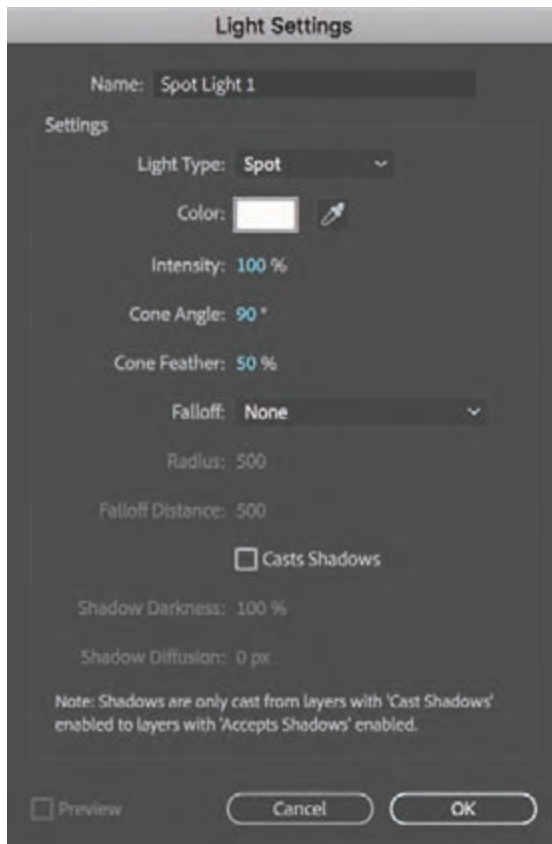 Light Settings
Name: Spot Light 1
Settings
Light Type: Spot
Color:
Intensity: 100 %
Cone Angle: 90 °
Cone Feather: 50 %
Falloff: None
Radius: 500
Falloff Distance: 500
Casts Shadows
Shadow Darkness: 100 %
Shadow Diffusion: 0 px
Note: Shadows are only cast from layers with 'Cast Shadows'
enabled to layers with 'Accepts Shadows' enabled.
Preview Cancel OK